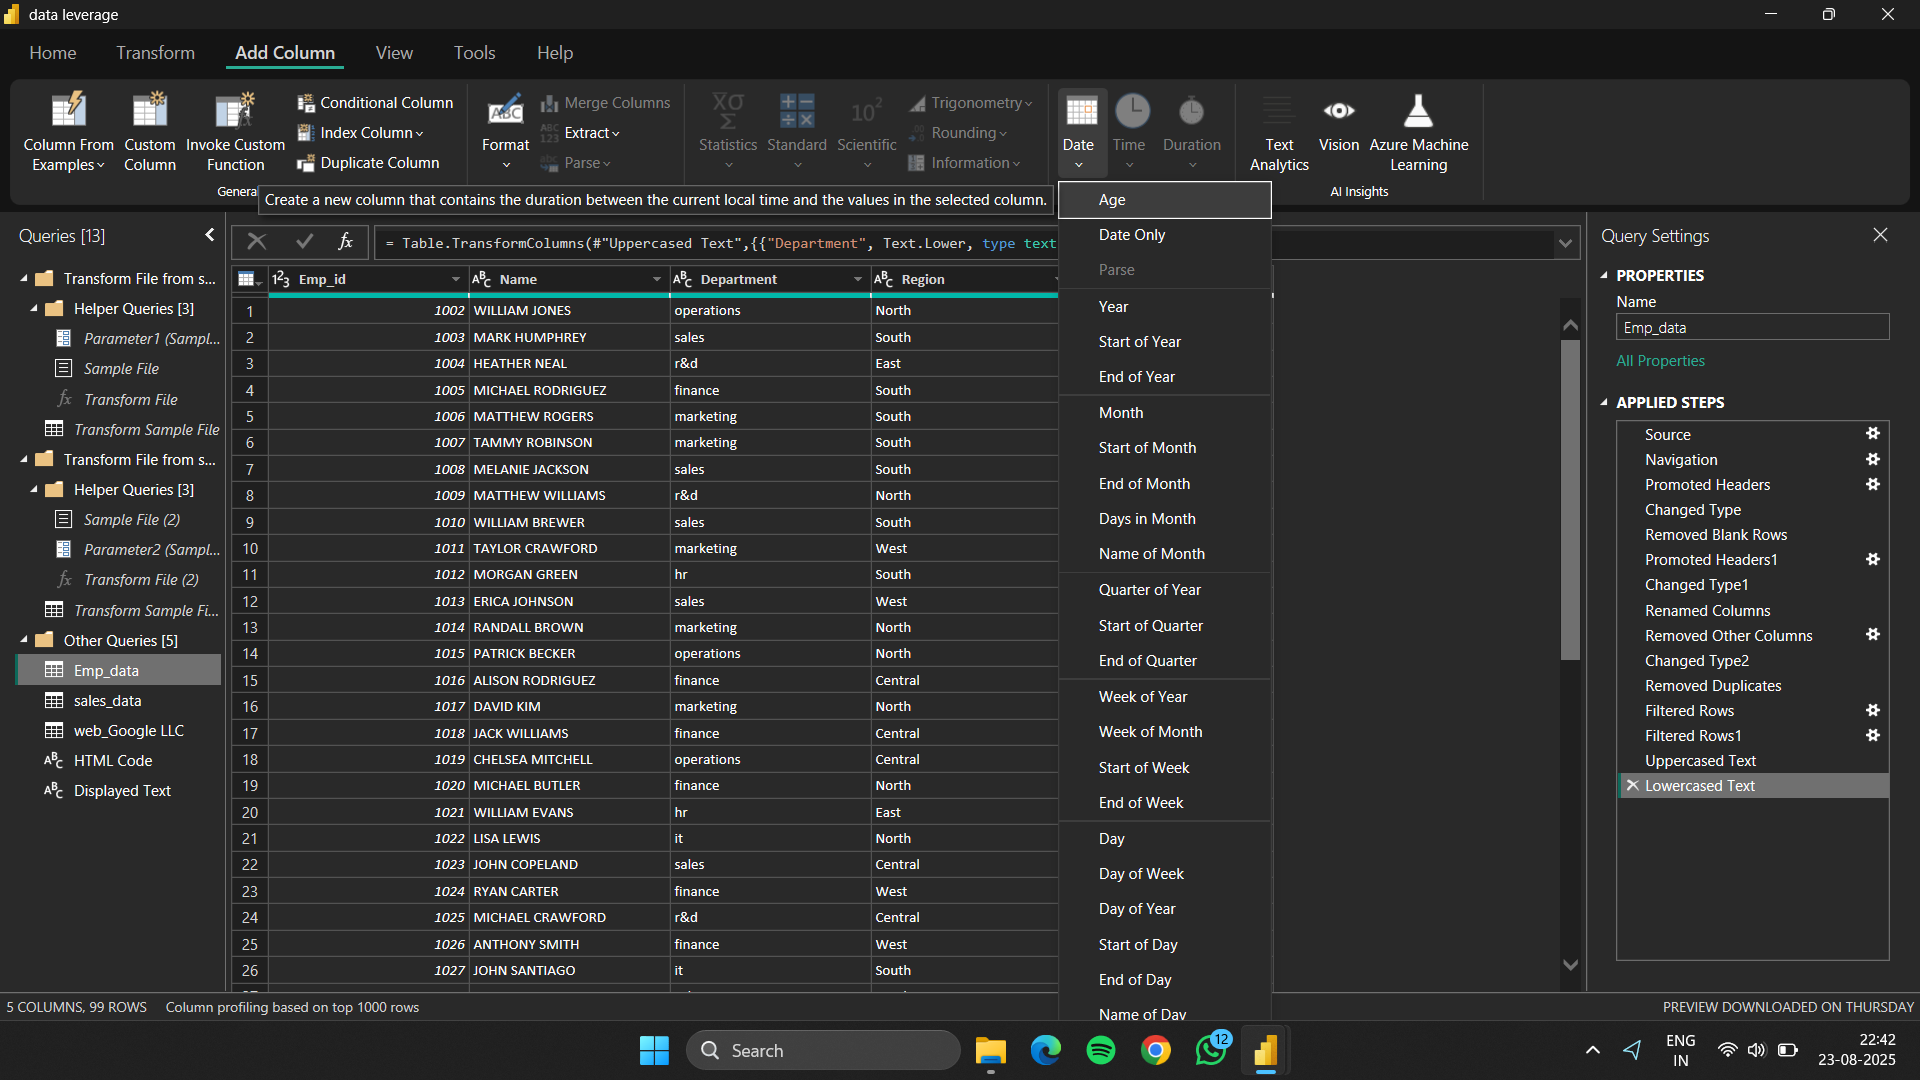 data leverage
Home Transform Add Column View Tools Help
Column From Examples
Custom Column
Invoke Custom Function
Conditional Column
Index Column
Duplicate Column
Format
Merge Columns
Extract
Parse
Statistics
Standard
Scientific
Trigonometry
Rounding
Information
Date
Time
Duration
Text Analytics
Vision
Azure Machine Learning
AI Insights
Create a new column that contains the duration between the current local time and the values in the selected column.
Queries [13]
= Table.TransformColumns(#"Uppercased Text",{{"Department", Text.Lower, type text
Transform File from s...
Helper Queries [3]
Parameter1 (Sampl...
Sample File
Transform File
Transform Sample File
Transform File from s...
Helper Queries [3]
Sample File (2)
Parameter2 (Sampl...
Transform File (2)
Transform Sample Fi...
Other Queries [5]
Emp_data
sales_data
web_Google LLC
HTML Code
Displayed Text
Emp_id Name Department Region
1 1002 WILLIAM JONES operations North
2 1003 MARK HUMPHREY sales South
3 1004 HEATHER NEAL r&d East
4 1005 MICHAEL RODRIGUEZ finance South
5 1006 MATTHEW ROGERS marketing South
6 1007 TAMMY ROBINSON marketing South
7 1008 MELANIE JACKSON sales South
8 1009 MATTHEW WILLIAMS r&d North
9 1010 WILLIAM BREWER sales South
10 1011 TAYLOR CRAWFORD marketing West
11 1012 MORGAN GREEN hr South
12 1013 ERICA JOHNSON sales West
13 1014 RANDALL BROWN marketing North
14 1015 PATRICK BECKER operations North
15 1016 ALISON RODRIGUEZ finance Central
16 1017 DAVID KIM marketing North
17 1018 JACK WILLIAMS finance Central
18 1019 CHELSEA MITCHELL operations Central
19 1020 MICHAEL BUTLER finance North
20 1021 WILLIAM EVANS hr East
21 1022 LISA LEWIS it North
22 1023 JOHN COPELAND sales Central
23 1024 RYAN CARTER finance West
24 1025 MICHAEL CRAWFORD r&d Central
25 1026 ANTHONY SMITH finance West
26 1027 JOHN SANTIAGO it South
Age
Date Only
Parse
Year
Start of Year
End of Year
Month
Start of Month
End of Month
Days in Month
Name of Month
Quarter of Year
Start of Quarter
End of Quarter
Week of Year
Week of Month
Start of Week
End of Week
Day
Day of Week
Day of Year
Start of Day
End of Day
Name of Day
Query Settings
PROPERTIES
Name
Emp_data
All Properties
APPLIED STEPS
Source
Navigation
Promoted Headers
Changed Type
Removed Blank Rows
Promoted Headers1
Changed Type1
Renamed Columns
Removed Other Columns
Changed Type2
Removed Duplicates
Filtered Rows
Filtered Rows1
Uppercased Text
Lowercased Text
5 COLUMNS, 99 ROWS Column profiling based on top 1000 rows PREVIEW DOWNLOADED ON THURSDAY
Search
12
ENG
IN
22:42
23-08-2025